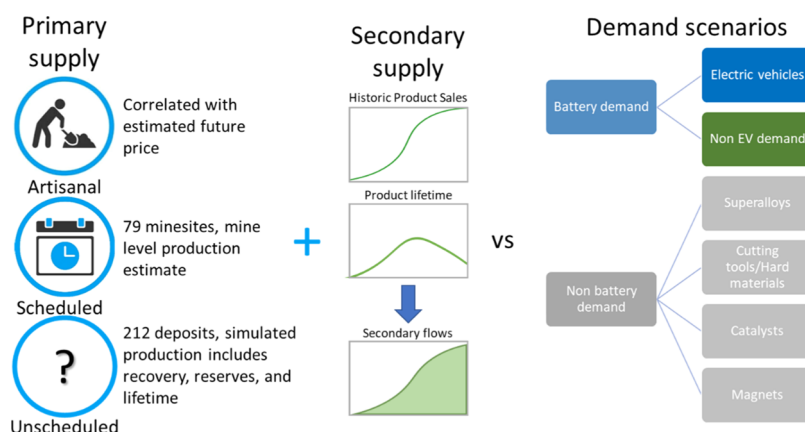 Primary
supply
Correlated with
estimated future
price
Artisanal
79 minesites, mine
level production
estimate
Scheduled
212 deposits, simulated
production includes
recovery, reserves, and
lifetime
?
Unscheduled
+
Secondary
supply
Historic Product Sales
Product lifetime
Secondary flows
vs
Demand scenarios
Battery demand
Electric vehicles
Non EV demand
Non battery
demand
Superalloys
Cutting
tools/Hard
materials
Catalysts
Magnets